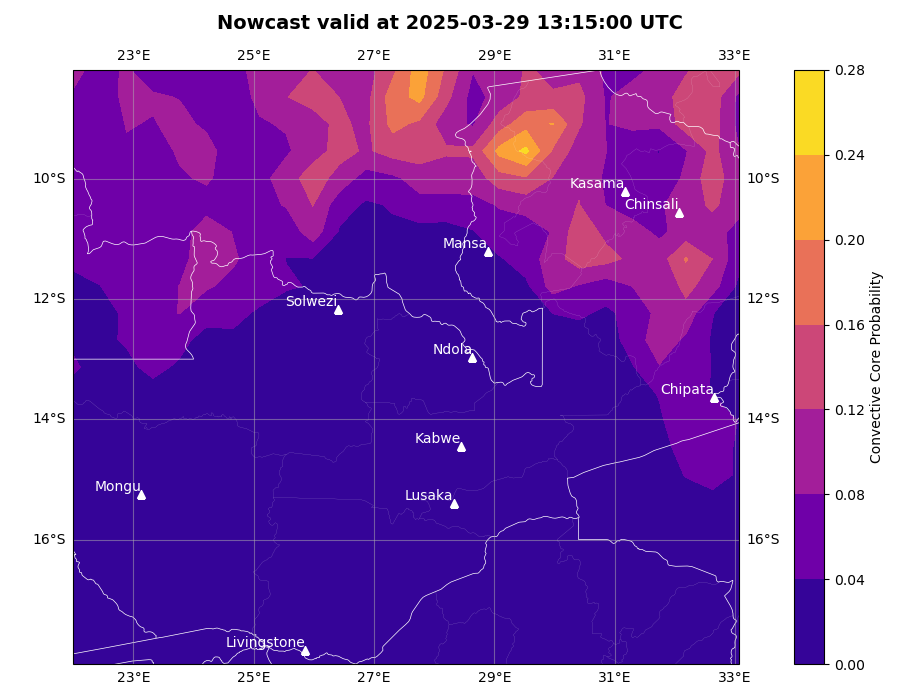 Nowcast valid at 2025-03-29 13:15:00 UTC
23°E 25°E 27°E 29°E 31°E 33°E
0.28
0.24
10°S Kasama 10°S
Chinsali
0.20
Mansa
12°S 12°S
Solwezi
0.16
Ndola
Chipata
0.12
14°S 14°S
Kabwe
Mongu
0.08
Lusaka
16°S 16°S
0.04
Livingstone
0.00
23°E 25°E 27°E 29°E 31°E 33°E
Convective Core Probability